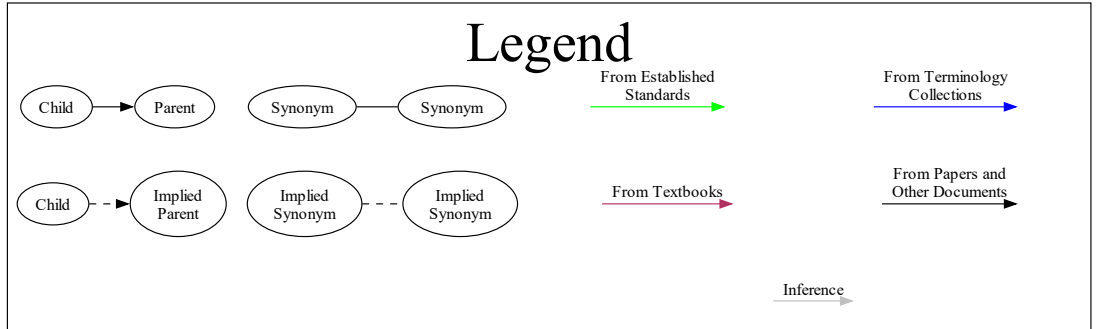 Legend
Child
Parent
Synonym
Synonym
From Established
Standards
From Terminology
Collections
Child
Implied
Parent
Implied
Synonym
Implied
Synonym
From Textbooks
From Papers and
Other Documents
Inference